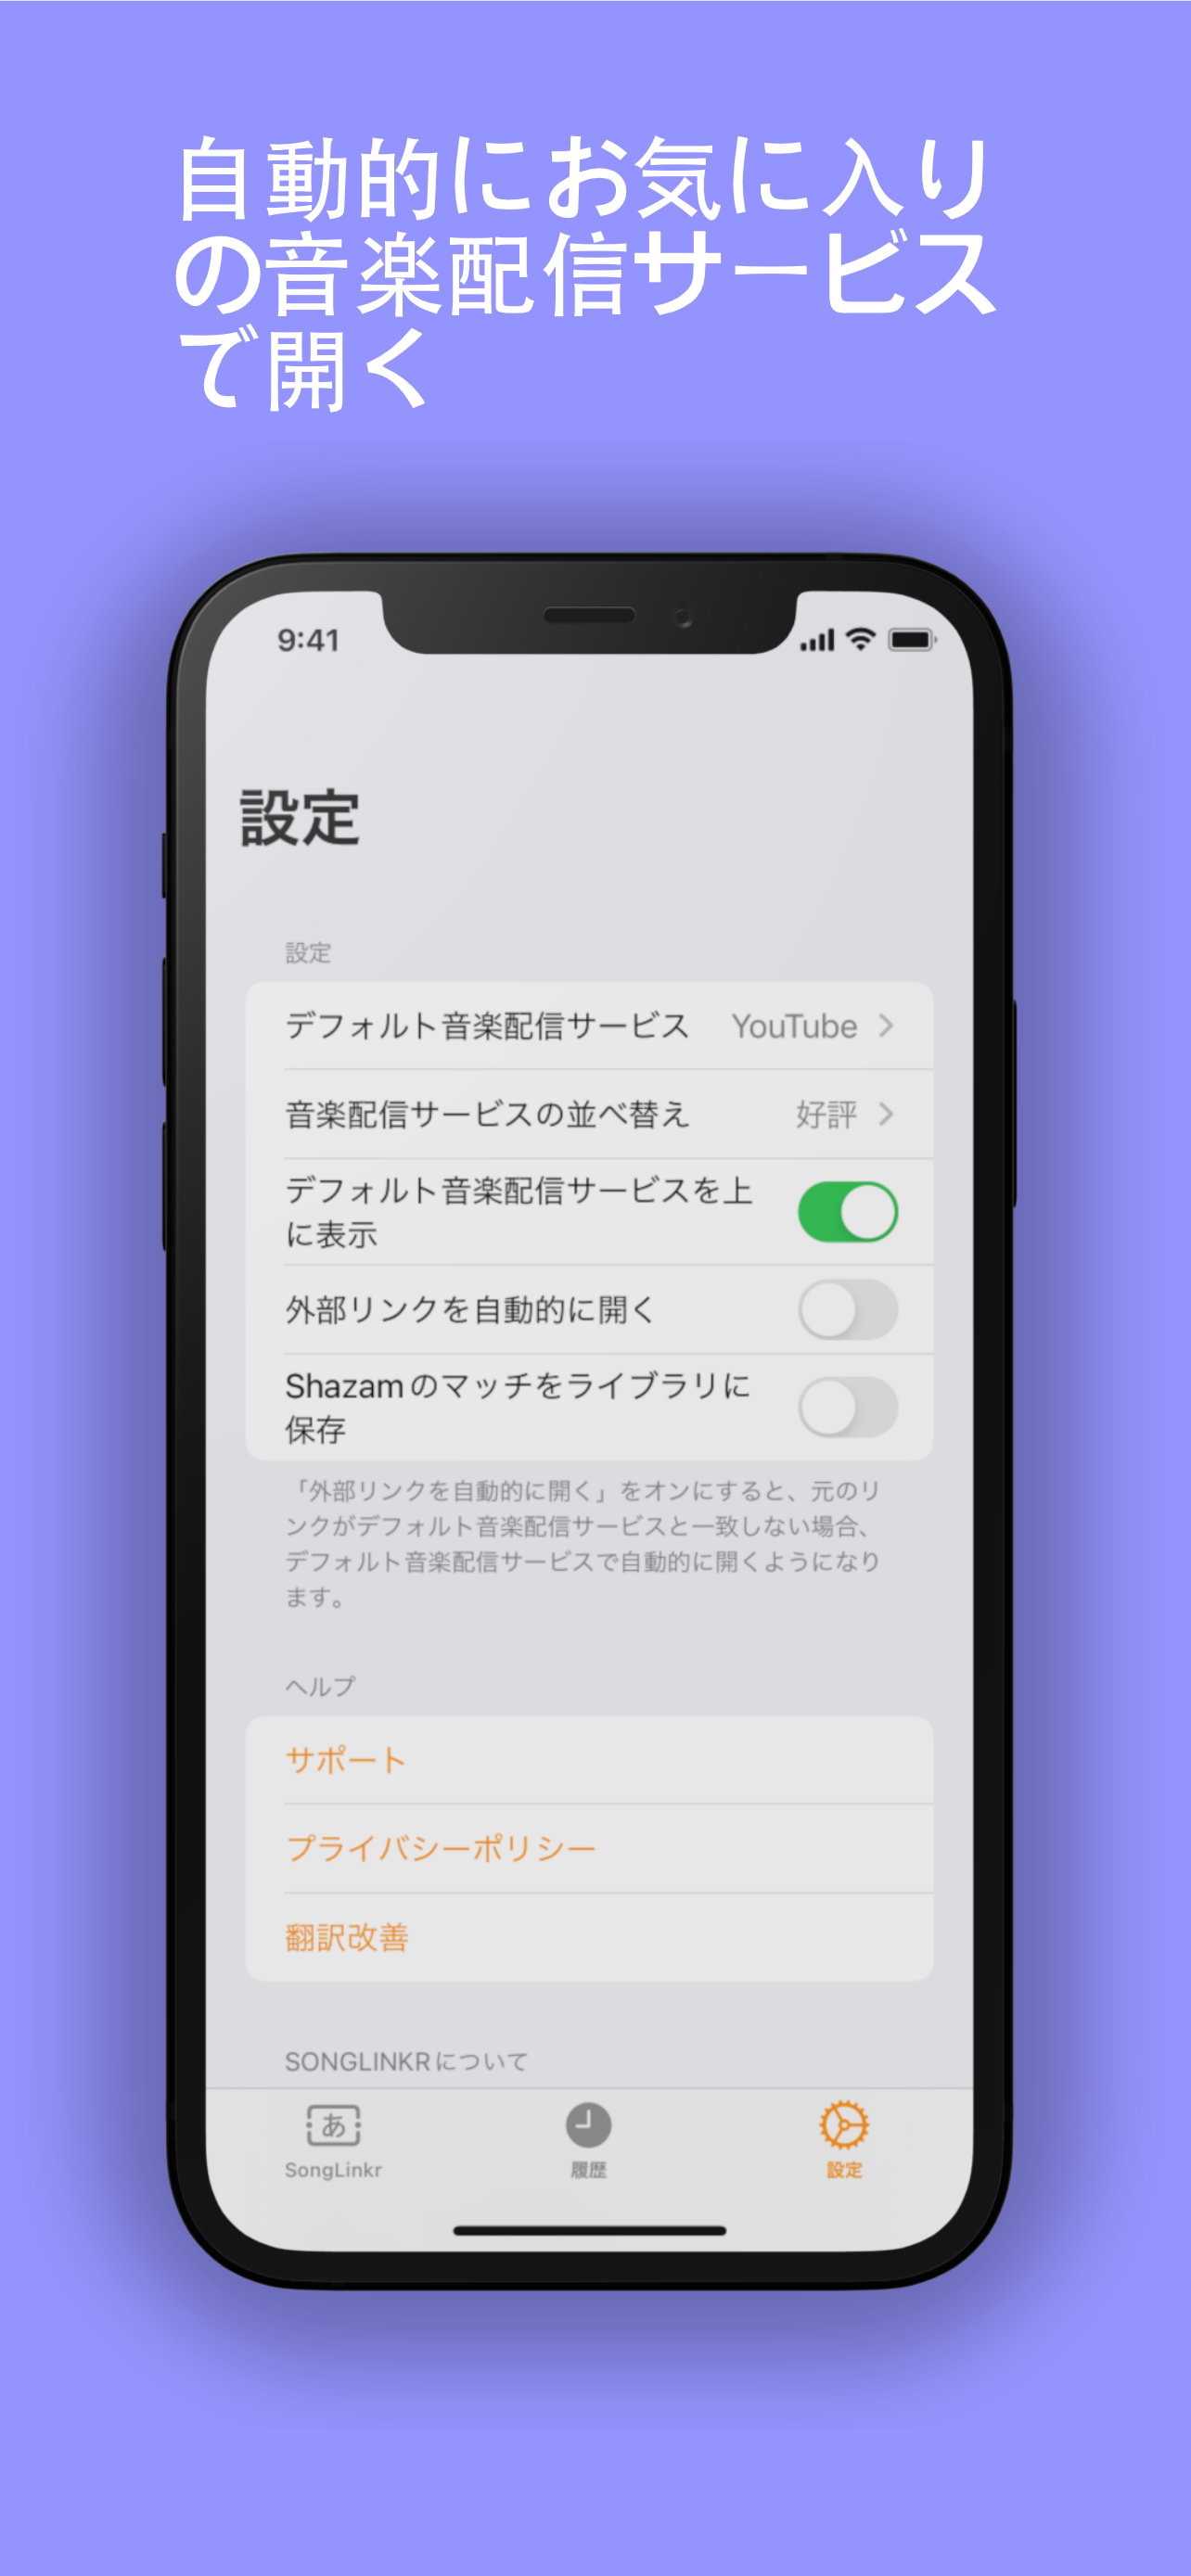 自動的にお気に入り
の音楽配信サービス
で開く
9:41
設定
設定
デフォルト音楽配信サービス YouTube
音楽配信サービスの並べ替え 好評
デフォルト音楽配信サービスを上
に表示
外部リンクを自動的に開く
Shazamのマッチをライブラリに
保存
「外部リンクを自動的に開く」をオンにすると、元のリ
ンクがデフォルト音楽配信サービスと一致しない場合、
デフォルト音楽配信サービスで自動的に開くようになり
ます。
ヘルプ
サポート
プライバシーポリシー
翻訳改善
SONGLINKRについて
あ
SongLinkr 履歴 設定